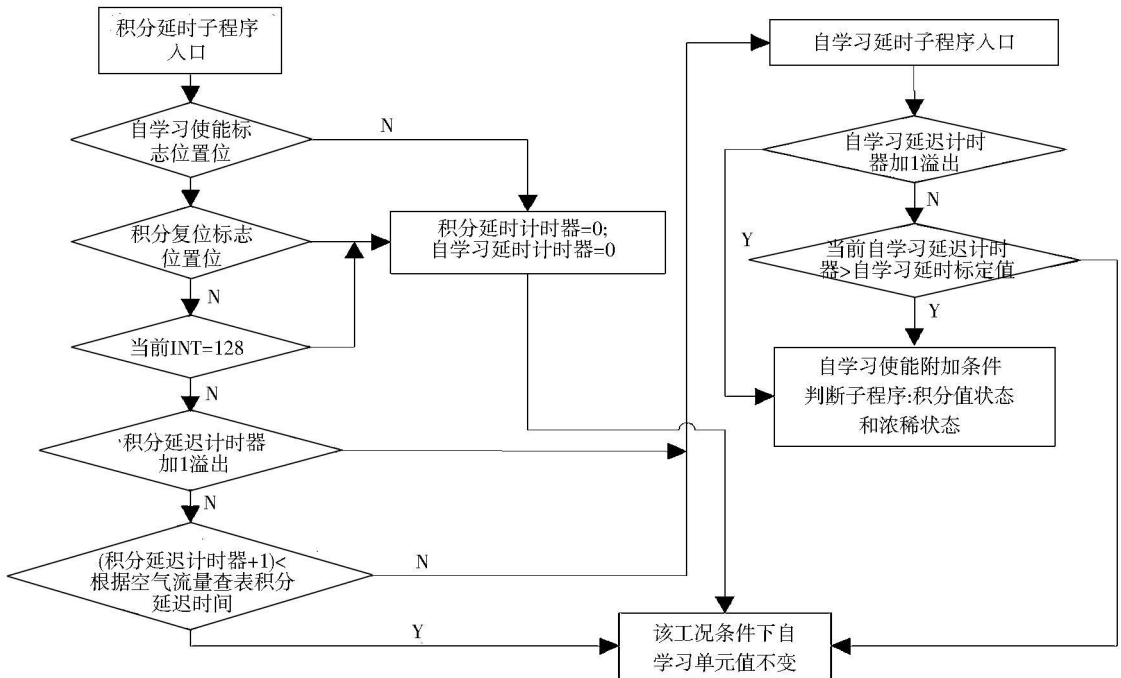 积分延时子程序
入口
自学习使能标
志位置位
N
积分复位标志
位置位
N
积分延时计时器=0;
自学习延时计时器=0
当前INT=128
N
积分延迟计时器
加1溢出
N
(积分延迟计时器+1)<
根据空气流量查表积分
延迟时间
N
Y
自学习延时子程序入口
自学习延迟计时
器加1溢出
N
Y
当前自学习延迟计时
器>自学习延时标定值
Y
自学习使能附加条件
判断子程序:积分值状态
和浓稀状态
该工况条件下自
学习单元值不变